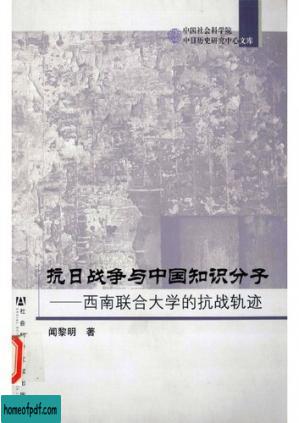 中国社会科学院
中日历史研究中心文库
抗日战争与中国知识分子
——西南联合大学的抗战轨迹
闻黎明 著
homeofpdf.com